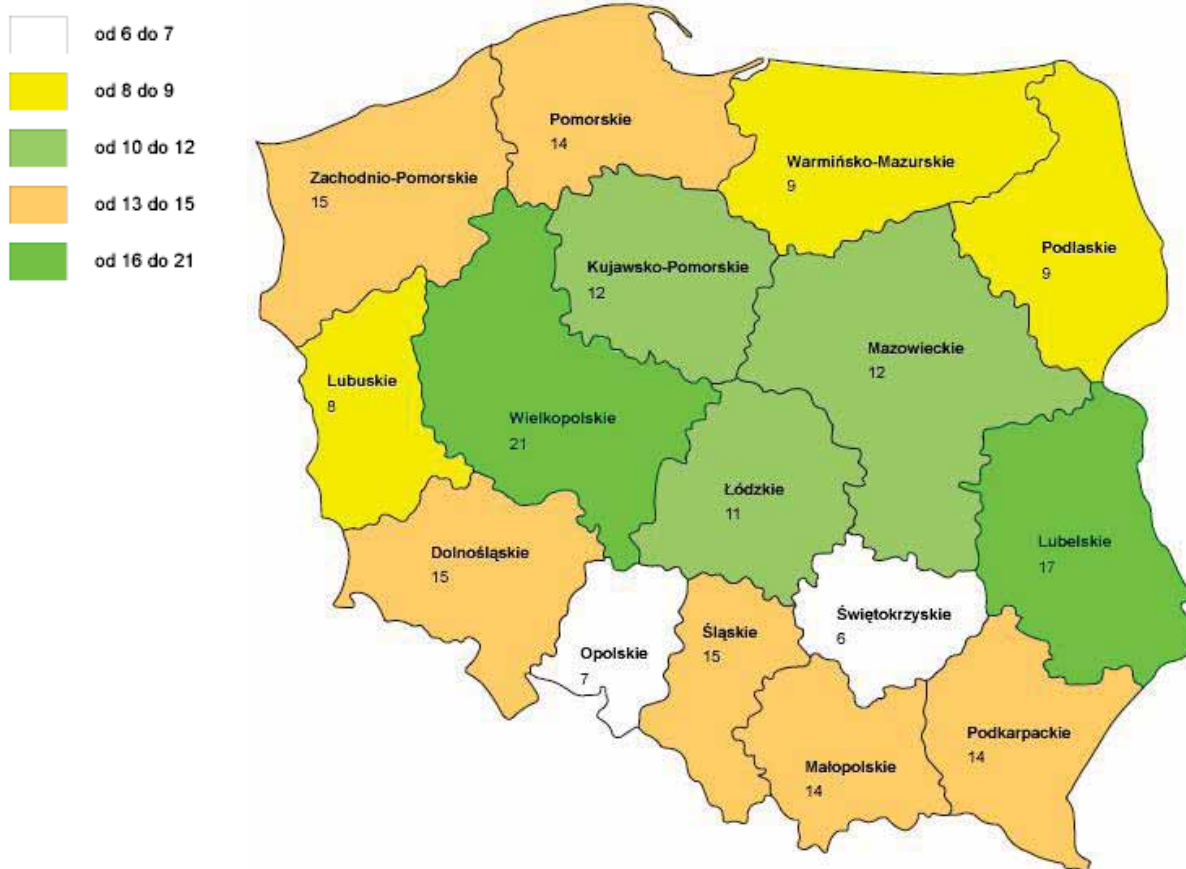 od 6 do 7
od 8 do 9
od 10 do 12
od 13 do 15
od 16 do 21
Pomorskie
14
Warmińsko-Mazurskie
9
Zachodnio-Pomorskie
15
Podlaskie
9
Kujawsko-Pomorskie
12
Mazowieckie
12
Lubuskie
8
Wielkopolskie
21
Łódzkie
11
Lubelskie
17
Dolnośląskie
15
Świętokrzyskie
6
Śląskie
15
Opolskie
7
Podkarpackie
14
Małopolskie
14